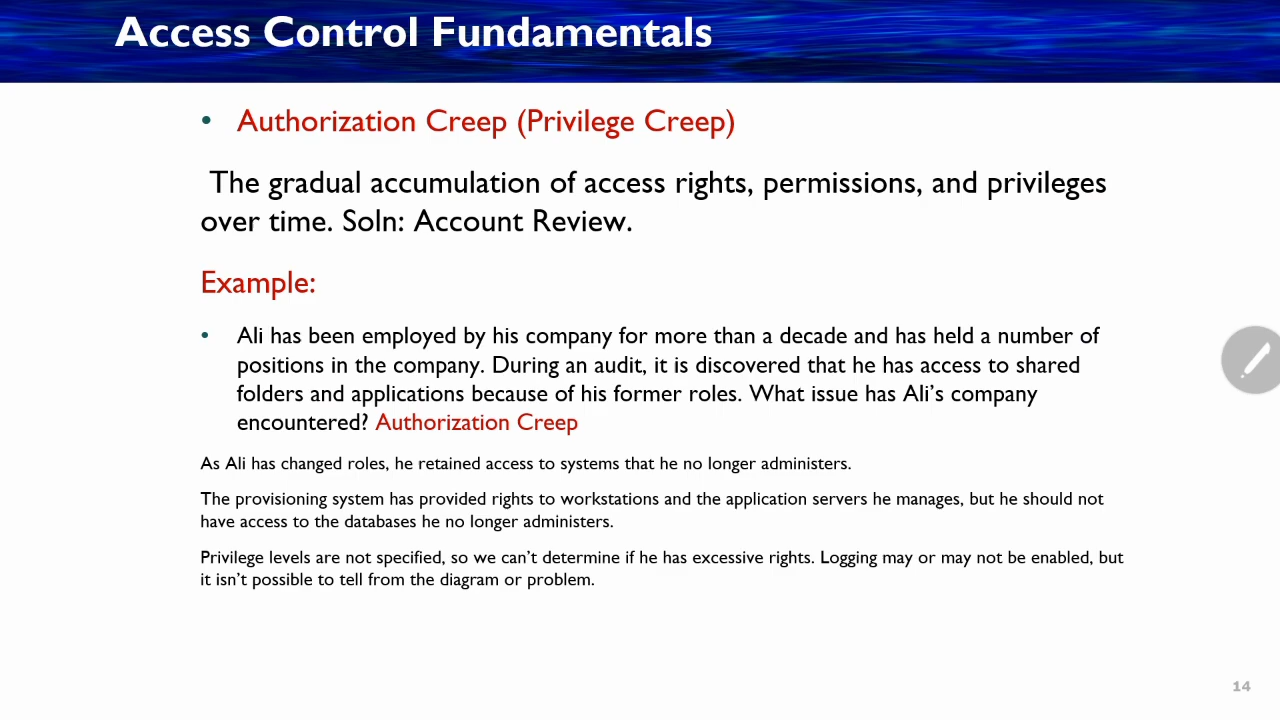 Access Control Fundamentals
• Authorization Creep (Privilege Creep)
The gradual accumulation of access rights, permissions, and privileges
over time. Soln: Account Review.
Example:
• Ali has been employed by his company for more than a decade and has held a number of
positions in the company. During an audit, it is discovered that he has access to shared
folders and applications because of his former roles. What issue has Ali’s company
encountered? Authorization Creep
As Ali has changed roles, he retained access to systems that he no longer administers.
The provisioning system has provided rights to workstations and the application servers he manages, but he should not
have access to the databases he no longer administers.
Privilege levels are not specified, so we can’t determine if he has excessive rights. Logging may or may not be enabled, but
it isn’t possible to tell from the diagram or problem.
14